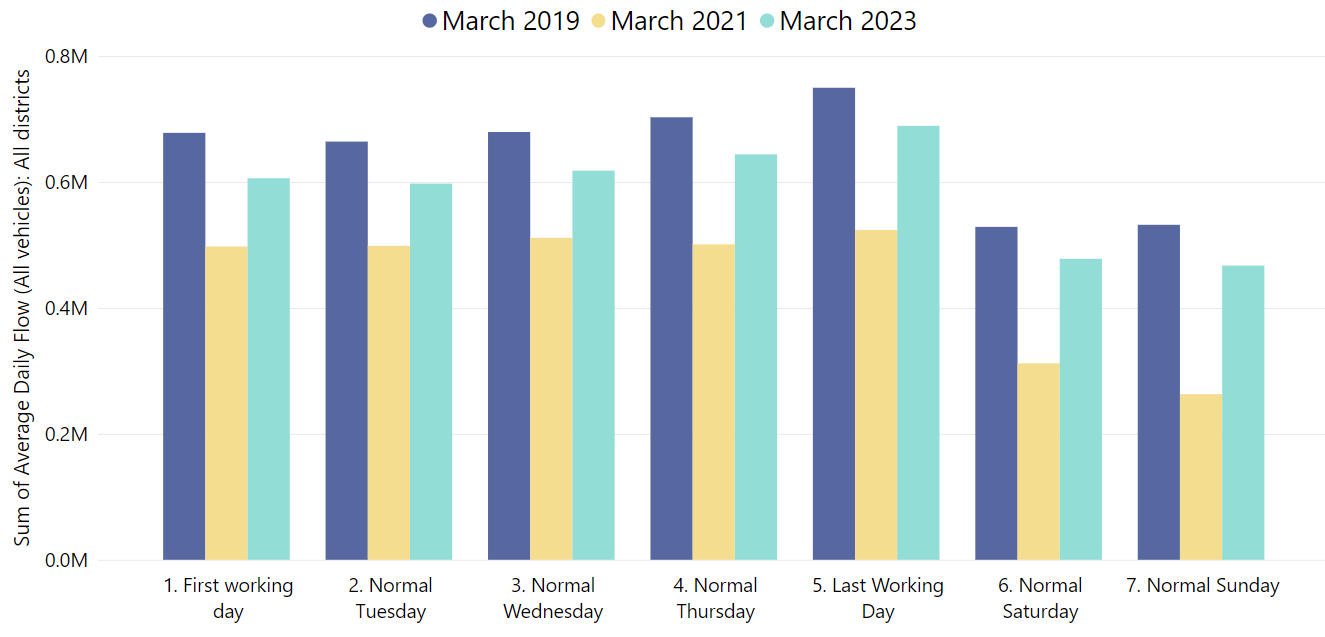 March 2019 March 2021 March 2023
Sum of Average Daily Flow (All vehicles): All districts
0.8M
0.6M
0.4M
0.2M
0.0M
1. First working
day
2. Normal
Tuesday
3. Normal
Wednesday
4. Normal
Thursday
5. Last Working
Day
6. Normal
Saturday
7. Normal Sunday